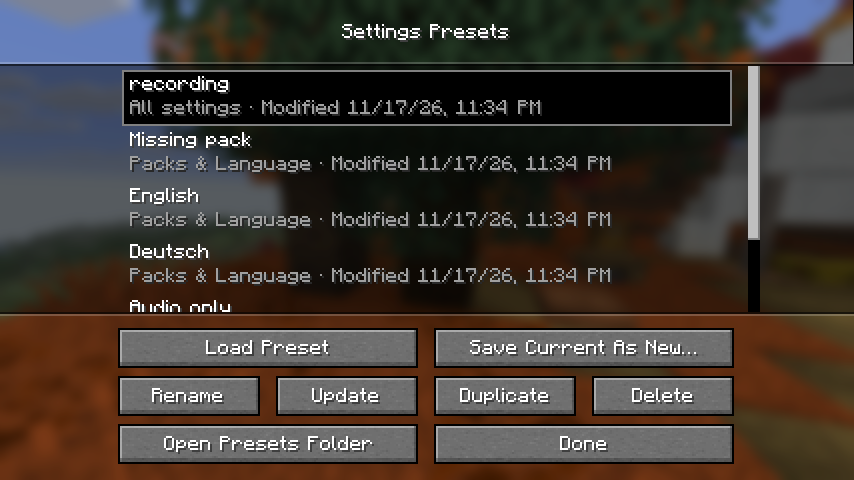 Settings Presets
recording
All settings · Modified 11/17/26, 11:34 PM
Missing pack
Packs & Language · Modified 11/17/26, 11:34 PM
English
Packs & Language · Modified 11/17/26, 11:34 PM
Deutsch
Packs & Language · Modified 11/17/26, 11:34 PM
Audio only
Load Preset
Save Current As New...
Rename
Update
Duplicate
Delete
Open Presets Folder
Done